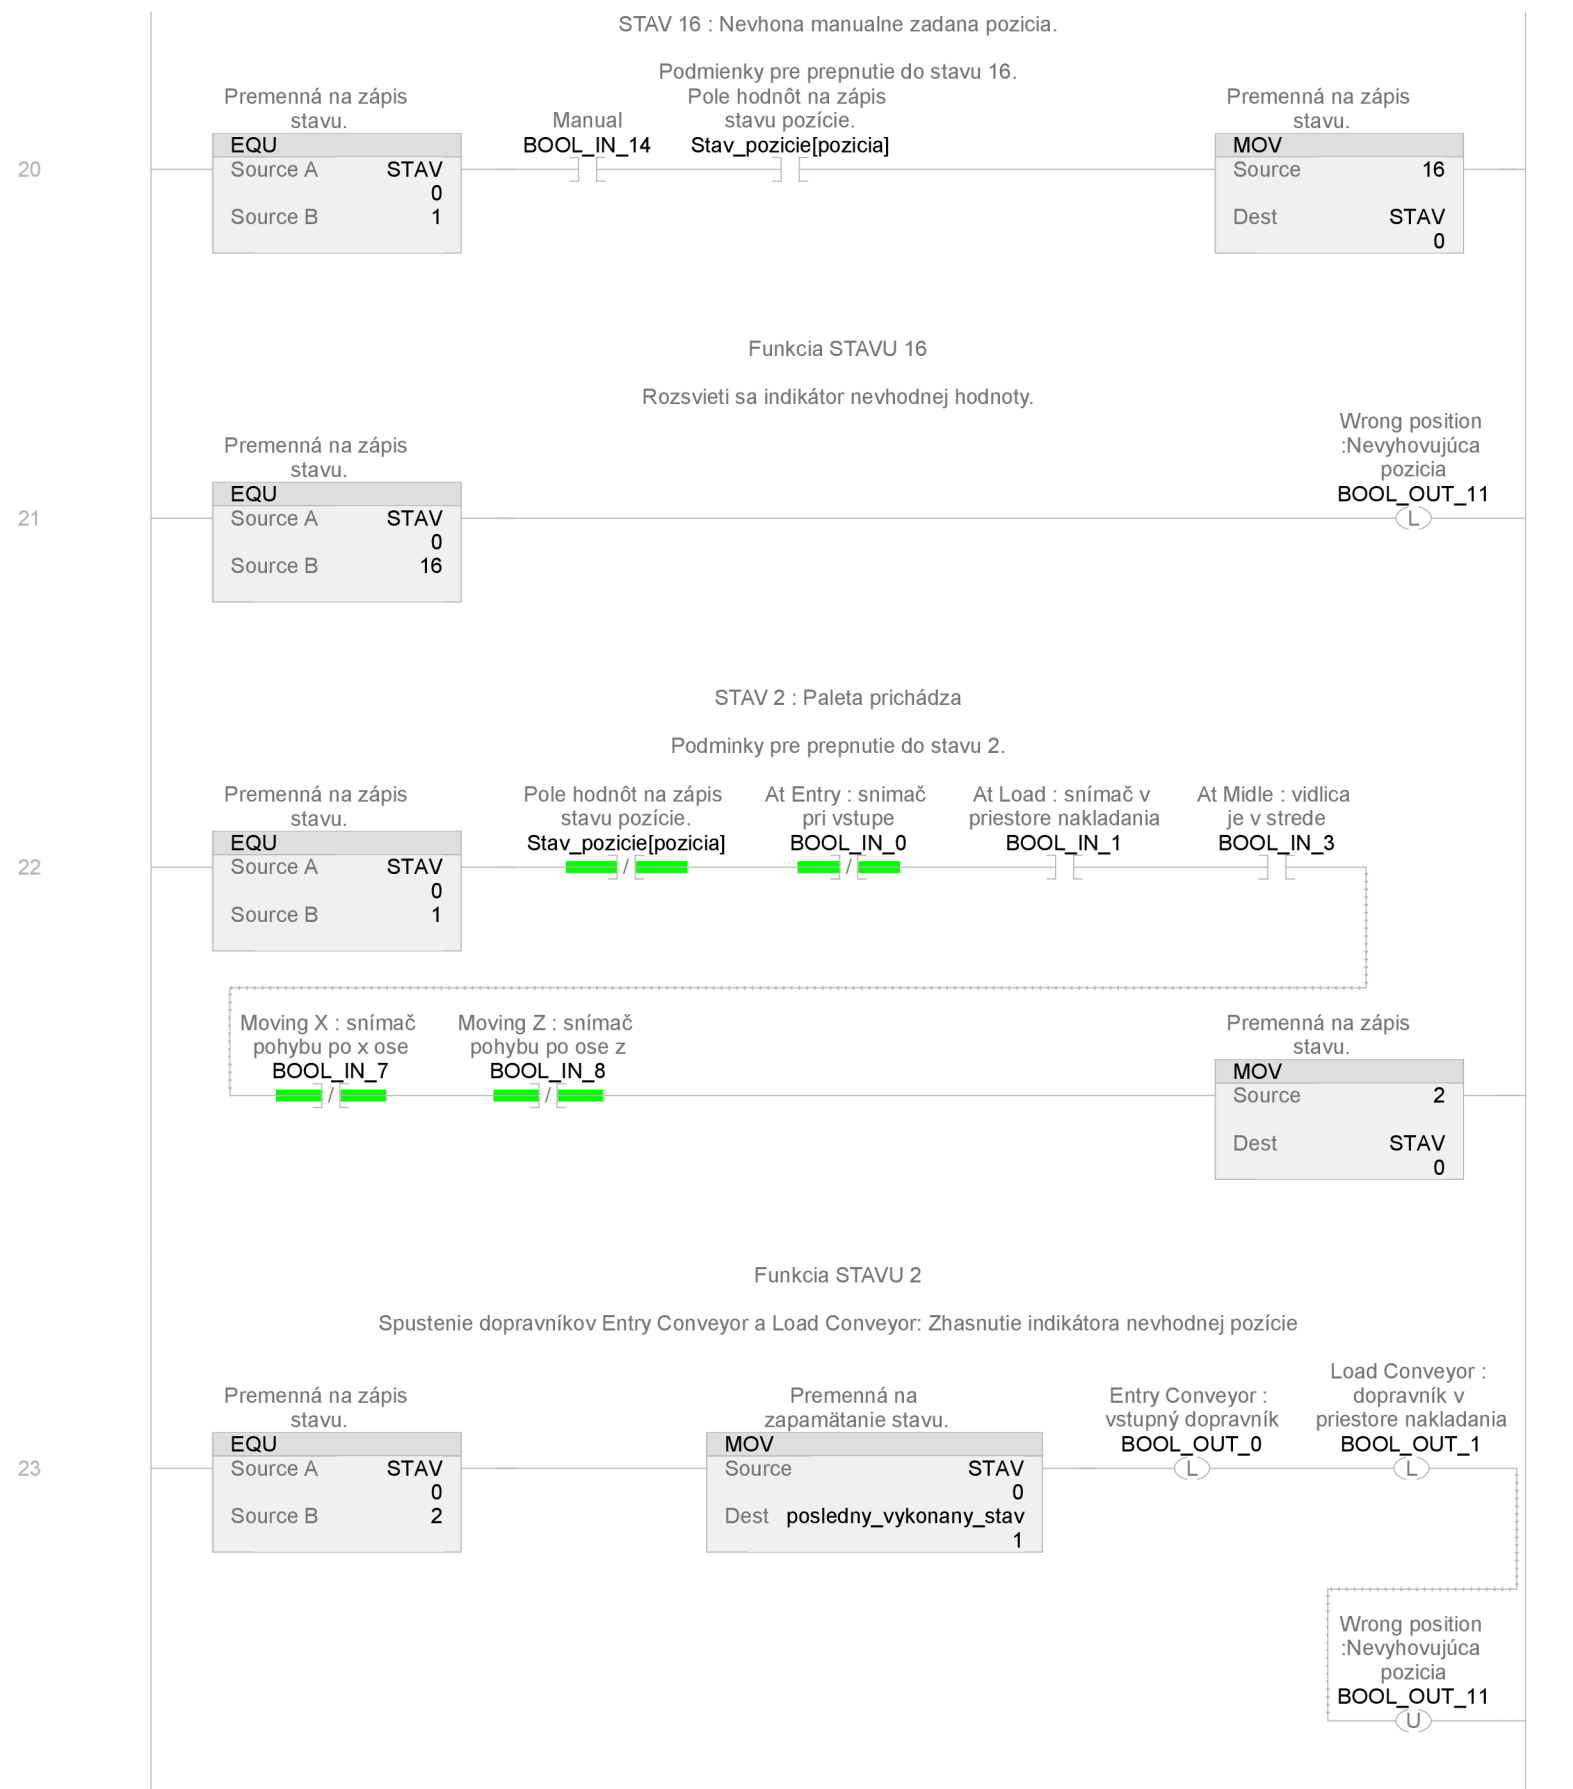 STAV 16 : Nevhona manualne zadana pozicia.
Podmienky pre prepnutie do stavu 16.
Premenná na zápis
stavu.
EQU
Source A STAV
0
Source B 1
Manual
BOOL_IN_14
Pole hodnôt na zápis
stavu pozície.
Stav_pozicie[pozicia]
Premenná na zápis
stavu.
MOV
Source 16
Dest STAV
0
20
Funkcia STAVU 16
Rozsvieti sa indikátor nevhodnej hodnoty.
Premenná na zápis
stavu.
EQU
Source A STAV
0
Source B 16
Wrong position
:Nevyhovujúca
pozicia
BOOL_OUT_11
L
21
STAV 2 : Paleta prichádza
Podminky pre prepnutie do stavu 2.
Premenná na zápis
stavu.
EQU
Source A STAV
0
Source B 1
Pole hodnôt na zápis
stavu pozície.
Stav_pozicie[pozicia]
/
At Entry : snimač
pri vstupe
BOOL_IN_0
/
At Load : snímač v
priestore nakladania
BOOL_IN_1
At Midle : vidlica
je v strede
BOOL_IN_3
22
Moving X : snímač
pohybu po x ose
BOOL_IN_7
/
Moving Z : snímač
pohybu po ose z
BOOL_IN_8
/
Premenná na zápis
stavu.
MOV
Source 2
Dest STAV
0
Funkcia STAVU 2
Spustenie dopravníkov Entry Conveyor a Load Conveyor: Zhasnutie indikátora nevhodnej pozície
Premenná na zápis
stavu.
EQU
Source A STAV
0
Source B 2
Premenná na
zapamätanie stavu.
MOV
Source STAV
0
Dest posledny_vykonany_stav
1
Entry Conveyor :
vstupný dopravník
BOOL_OUT_0
L
Load Conveyor :
dopravník v
priestore nakladania
BOOL_OUT_1
L
23
Wrong position
:Nevyhovujúca
pozicia
BOOL_OUT_11
U